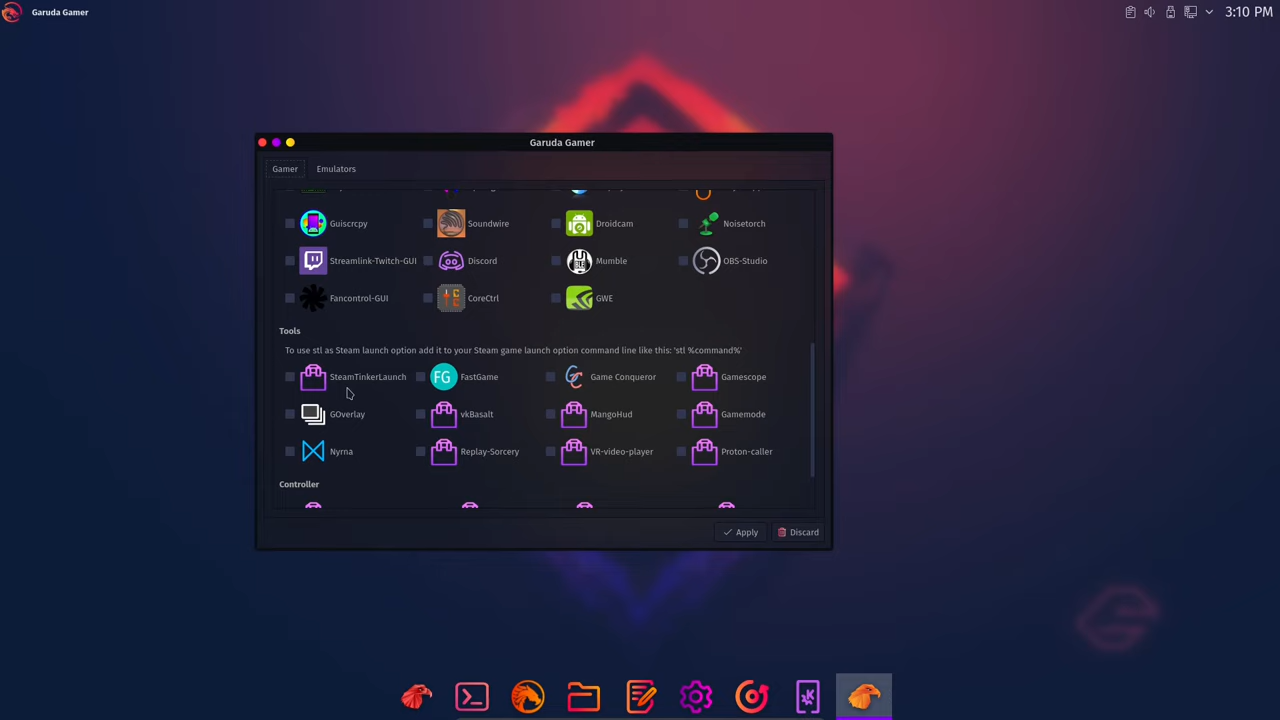 Garuda Gamer
3:10 PM
Garuda Gamer
Gamer Emulators
Guiscrcpy Soundwire Droidcam Noisetorch
Streamlink-Twitch-GUI Discord Mumble OBS-Studio
Fancontrol-GUI CoreCtrl GWE
Tools
To use stl as Steam launch option add it to your Steam game launch option command line like this: 'stl %command%'
SteamTinkerLaunch FG FastGame Game Conqueror Gamescope
GOverlay vkBasalt MangoHud Gamemode
Nyrna Replay-Sorcery VR-video-player Proton-caller
Controller
Apply Discard